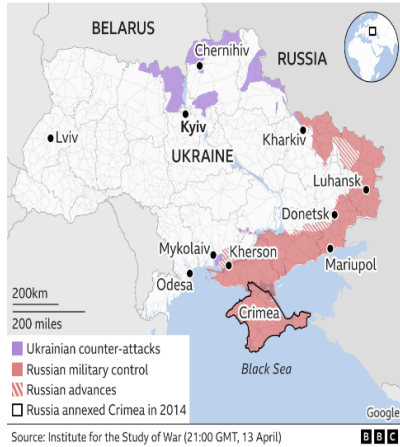 BELARUS
Chernihiv
RUSSIA
Kyiv
Lviv
Kharkiv
UKRAINE
Luhansk
Donetsk
Mykolaiv
Kherson
Mariupol
Odesa
200km
200 miles
Crimea
Ukrainian counter-attacks
Russian military control
Black Sea
Russian advances
Russia annexed Crimea in 2014
Google
Source: Institute for the Study of War (21:00 GMT, 13 April)
BBC